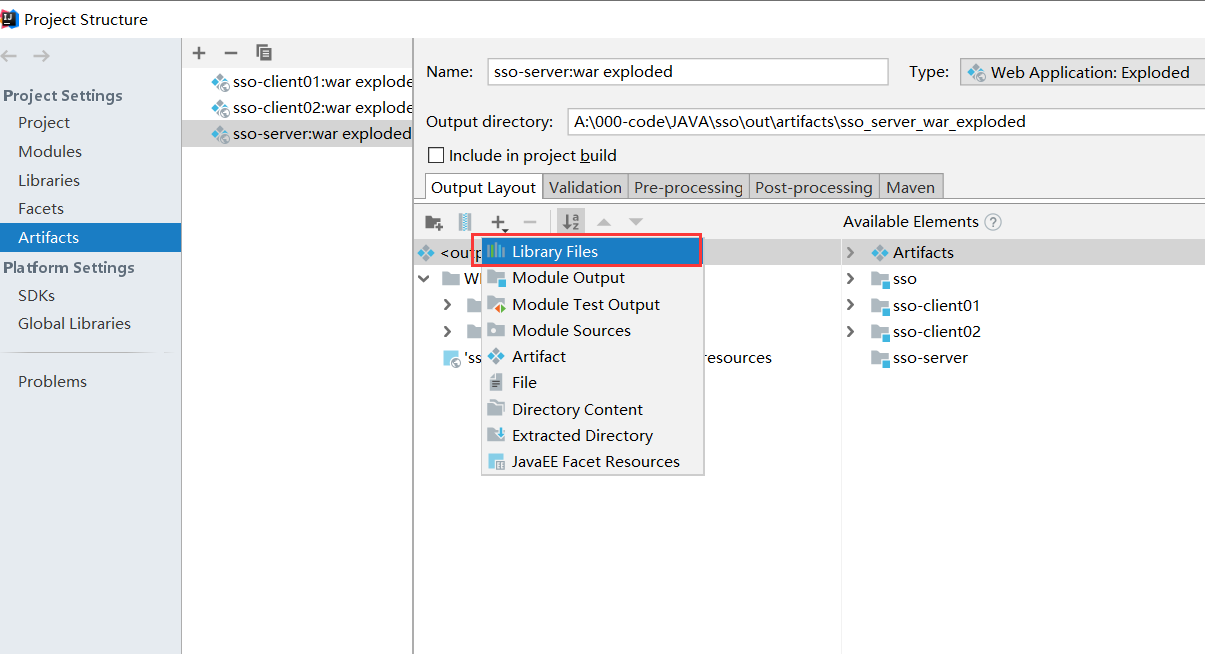 Project Structure
Project Settings
Project
Modules
Libraries
Facets
Artifacts
Platform Settings
SDKs
Global Libraries
Problems
sso-client01:war explode
sso-client02:war explode
sso-server:war exploded
Name: sso-server:war exploded Type: Web Application: Exploded
Output directory: A:\000-code\JAVA\sso\out\artifacts\sso_server_war_exploded
Include in project build
Output Layout Validation Pre-processing Post-processing Maven
Available Elements ?
Library Files
Module Output
Module Test Output
Module Sources
Artifact
File
Directory Content
Extracted Directory
JavaEE Facet Resources
Artifacts
sso
sso-client01
sso-client02
sso-server